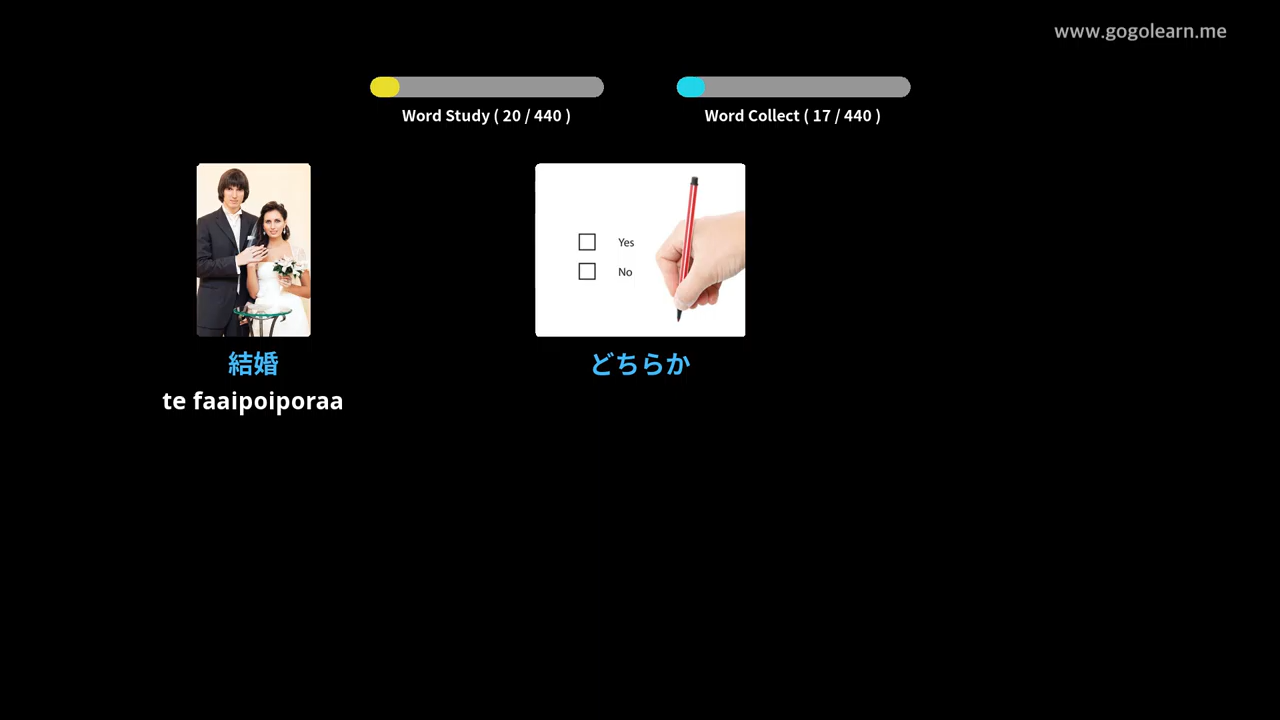 www.gogolearn.me
Word Study ( 20 / 440 )
Word Collect ( 17 / 440 )
Yes
No
結婚
どちらか
te faaipoiporaa